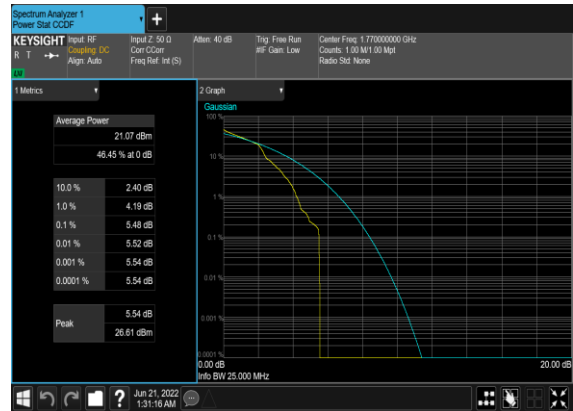 Spectrum Analyzer 1
Power Stat CCDF
KEYSIGHT
R T
LW
Input: RF
Coupling: DC
Align: Auto
Input Z: 50 Ω
Corr CCorr
Freq Ref: Int (S)
Atten: 40 dB
Trig: Free Run
#IF Gain: Low
Center Freq: 1.770000000 GHz
Counts: 1.00 M/1.00 Mpt
Radio Std: None
1 Metrics
Average Power
21.07 dBm
46.45 % at 0 dB
10.0 % 2.40 dB
1.0 % 4.19 dB
0.1 % 5.48 dB
0.01 % 5.52 dB
0.001 % 5.54 dB
0.0001 % 5.54 dB
Peak
5.54 dB
26.61 dBm
2 Graph
Gaussian
100 %
10 %
1 %
0.1 %
0.01 %
0.001 %
0.0001 %
0.00 dB 20.00 dB
Info BW 25.000 MHz
?
Jun 21, 2022
1:31:16 AM